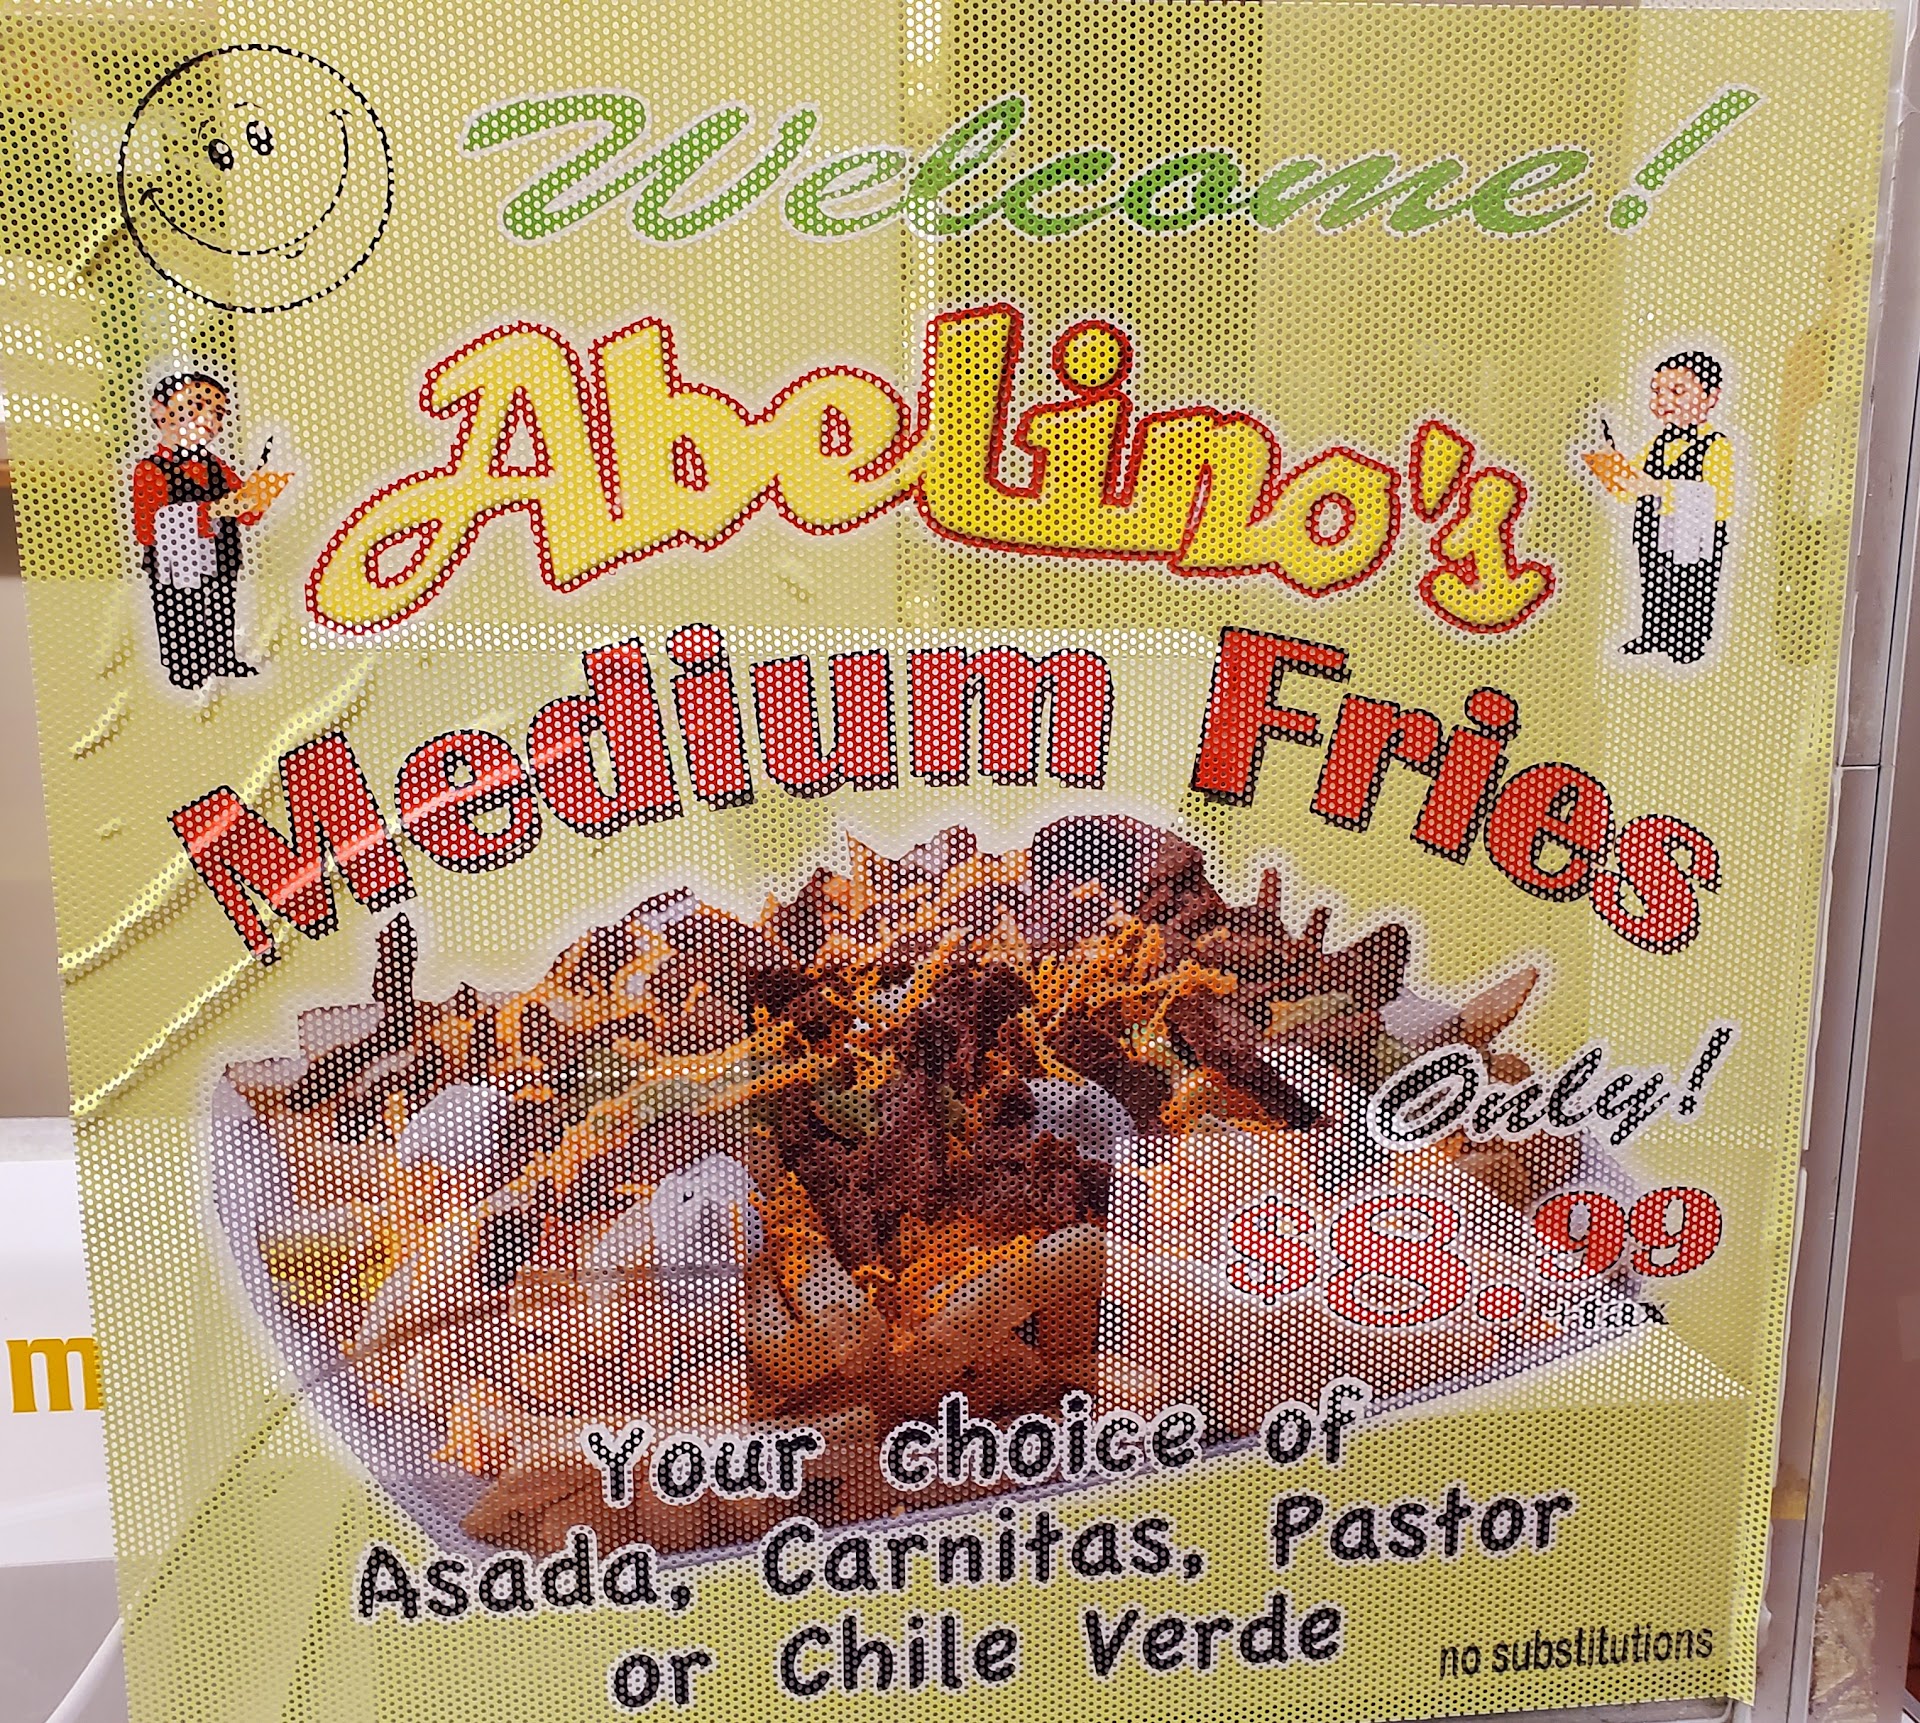 Welcome!
Abelino's
Medium Fries
Only!
$8.99
Your choice of
Asada, Carnitas, Pastor
or Chile Verde
no substitutions
m